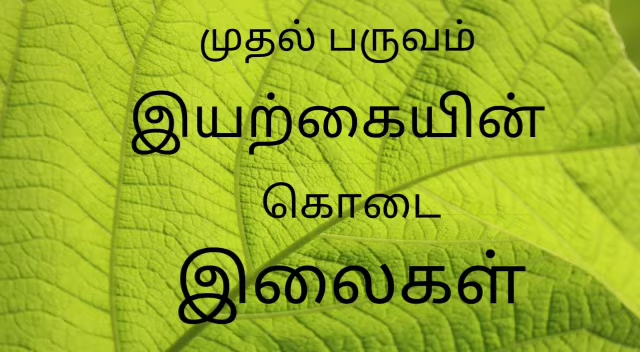 முதல் பருவம்
இயற்கையின்
கொடை
இலைகள்